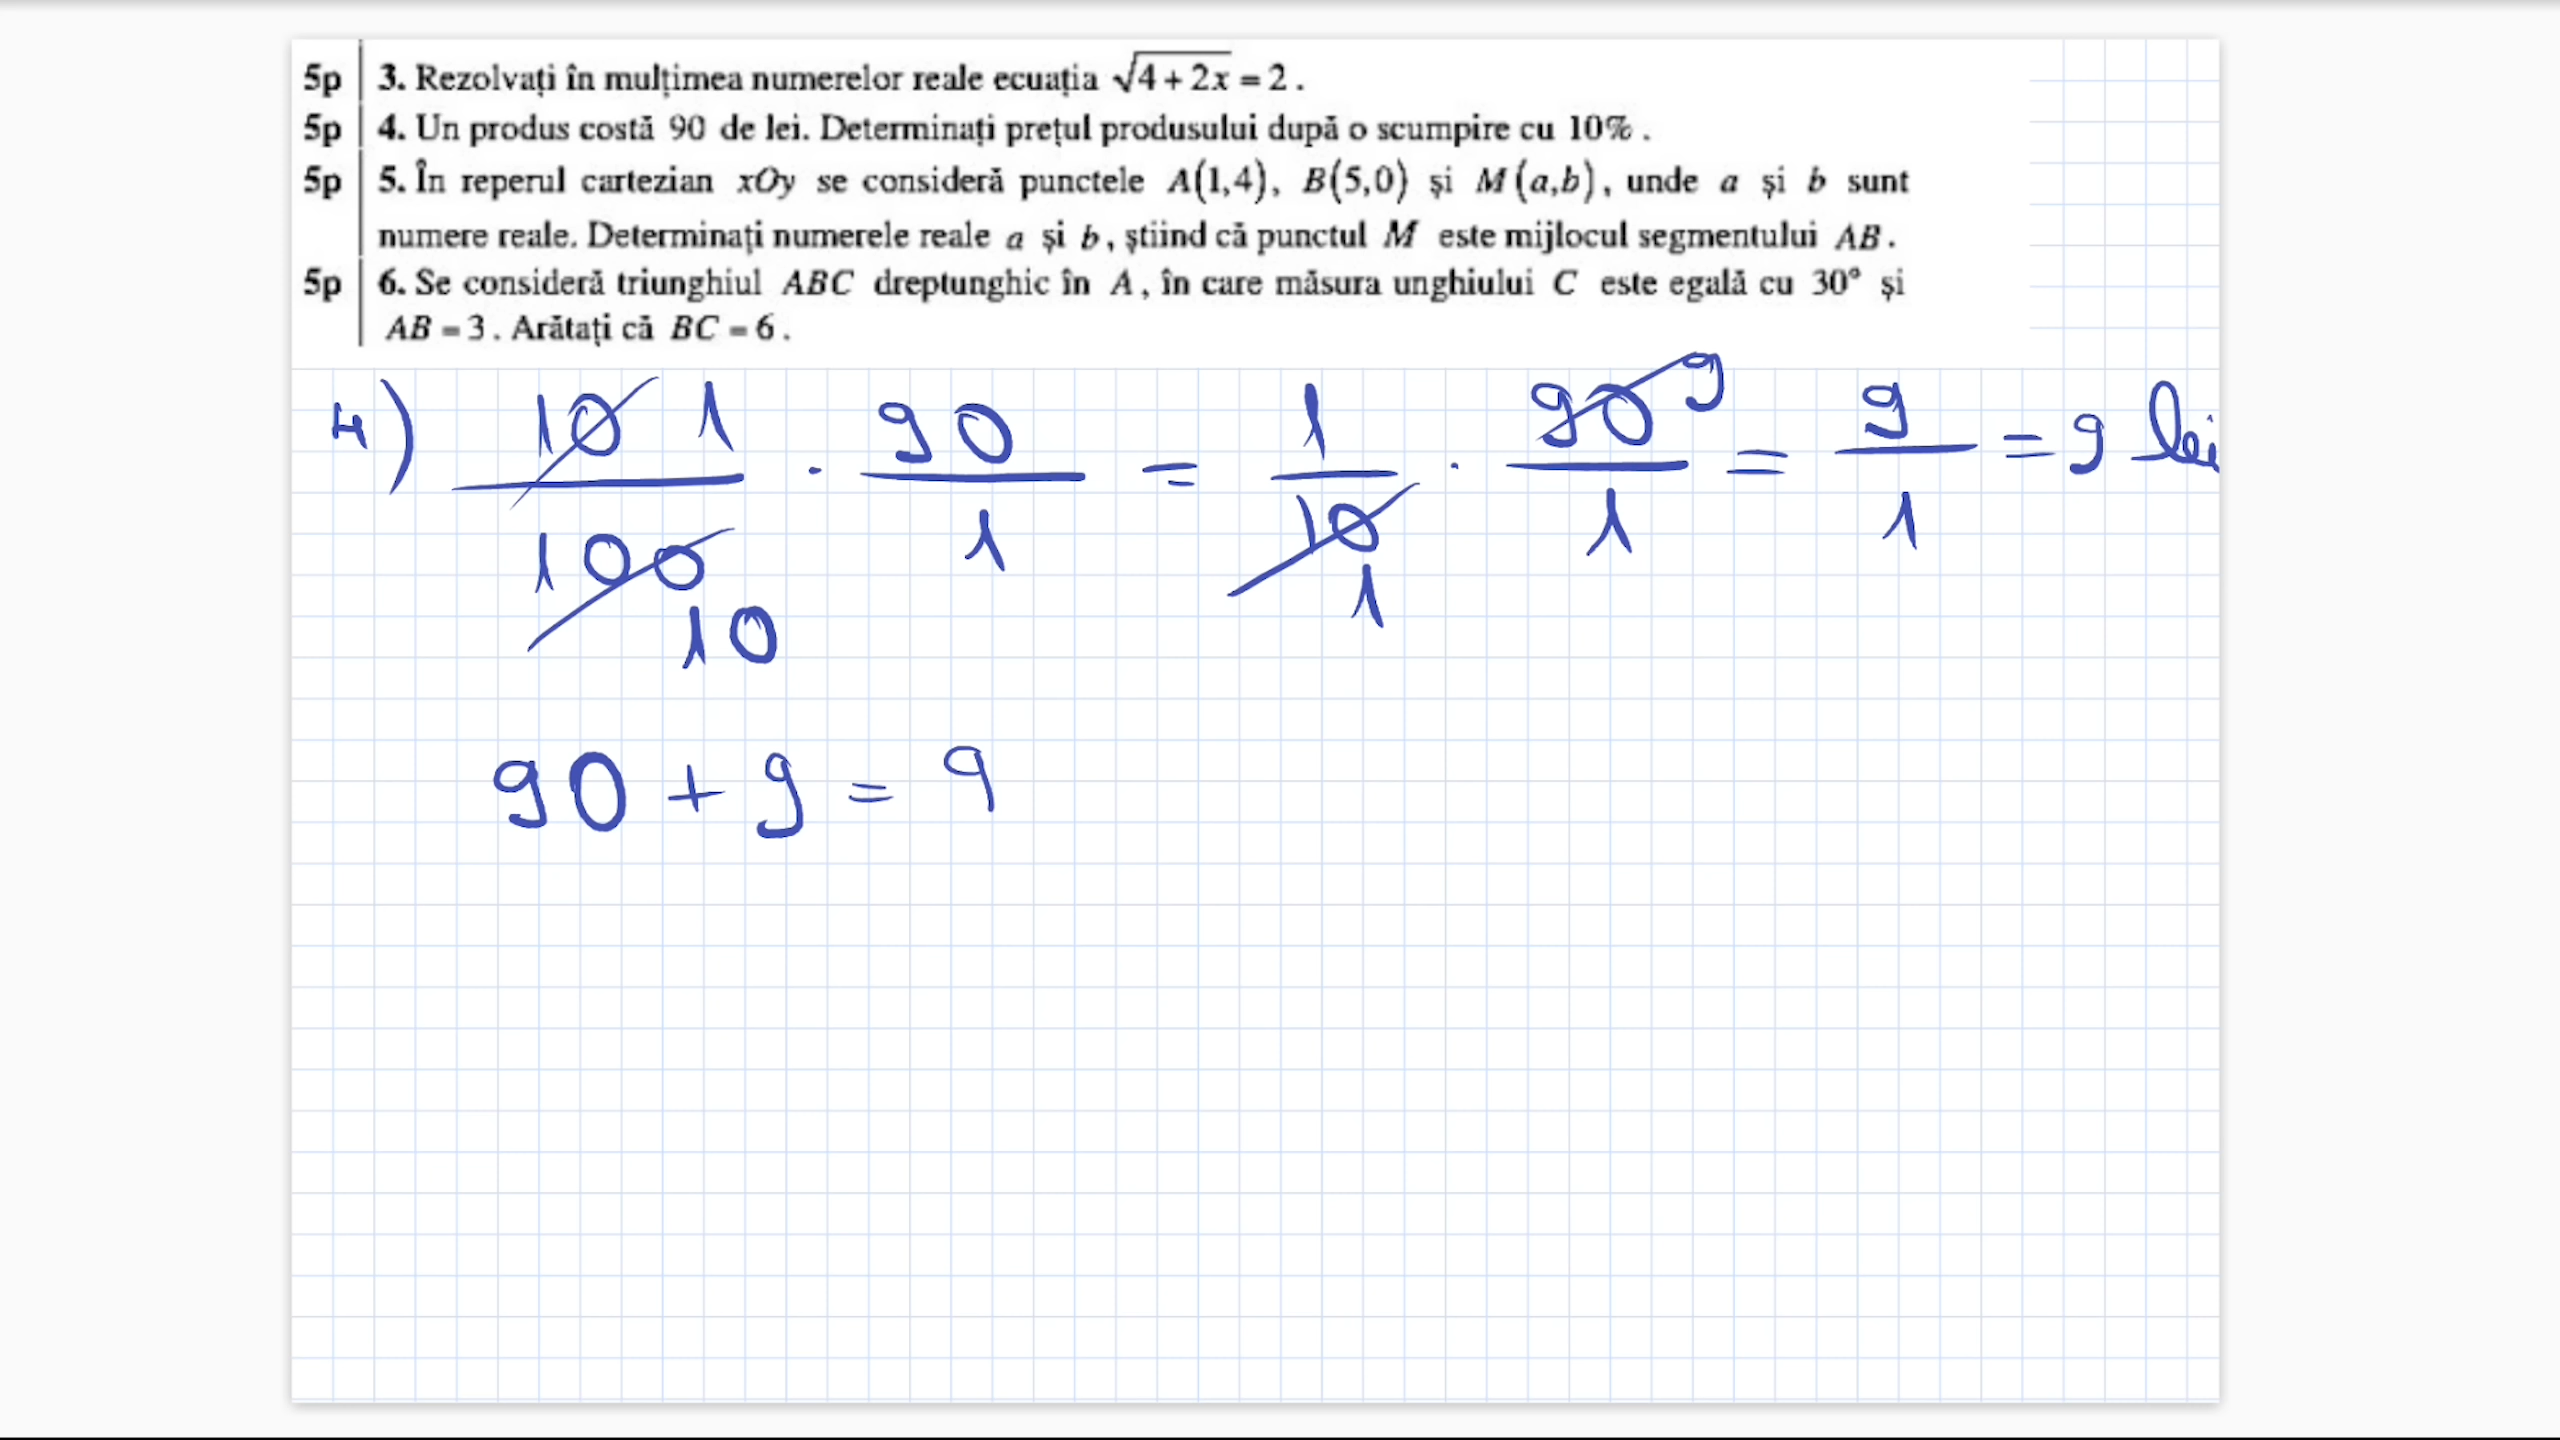 5p 3. Rezolvați în mulțimea numerelor reale ecuația √4+2x = 2.
5p 4. Un produs costă 90 de lei. Determinați prețul produsului după o scumpire cu 10%.
5p 5. În reperul cartezian xOy se consideră punctele A(1,4), B(5,0) și M(a,b), unde a și b sunt
numere reale. Determinați numerele reale a și b, știind că punctul M este mijlocul segmentului AB.
5p 6. Se consideră triunghiul ABC dreptunghic în A, în care măsura unghiului C este egală cu 30° și
AB = 3. Arătați că BC = 6.
4) 10 1 / 100 10 · 90 / 1 = 1 / 10 1 · 90 9 / 1 = 9 / 1 = 9 lei
90 + 9 = 9